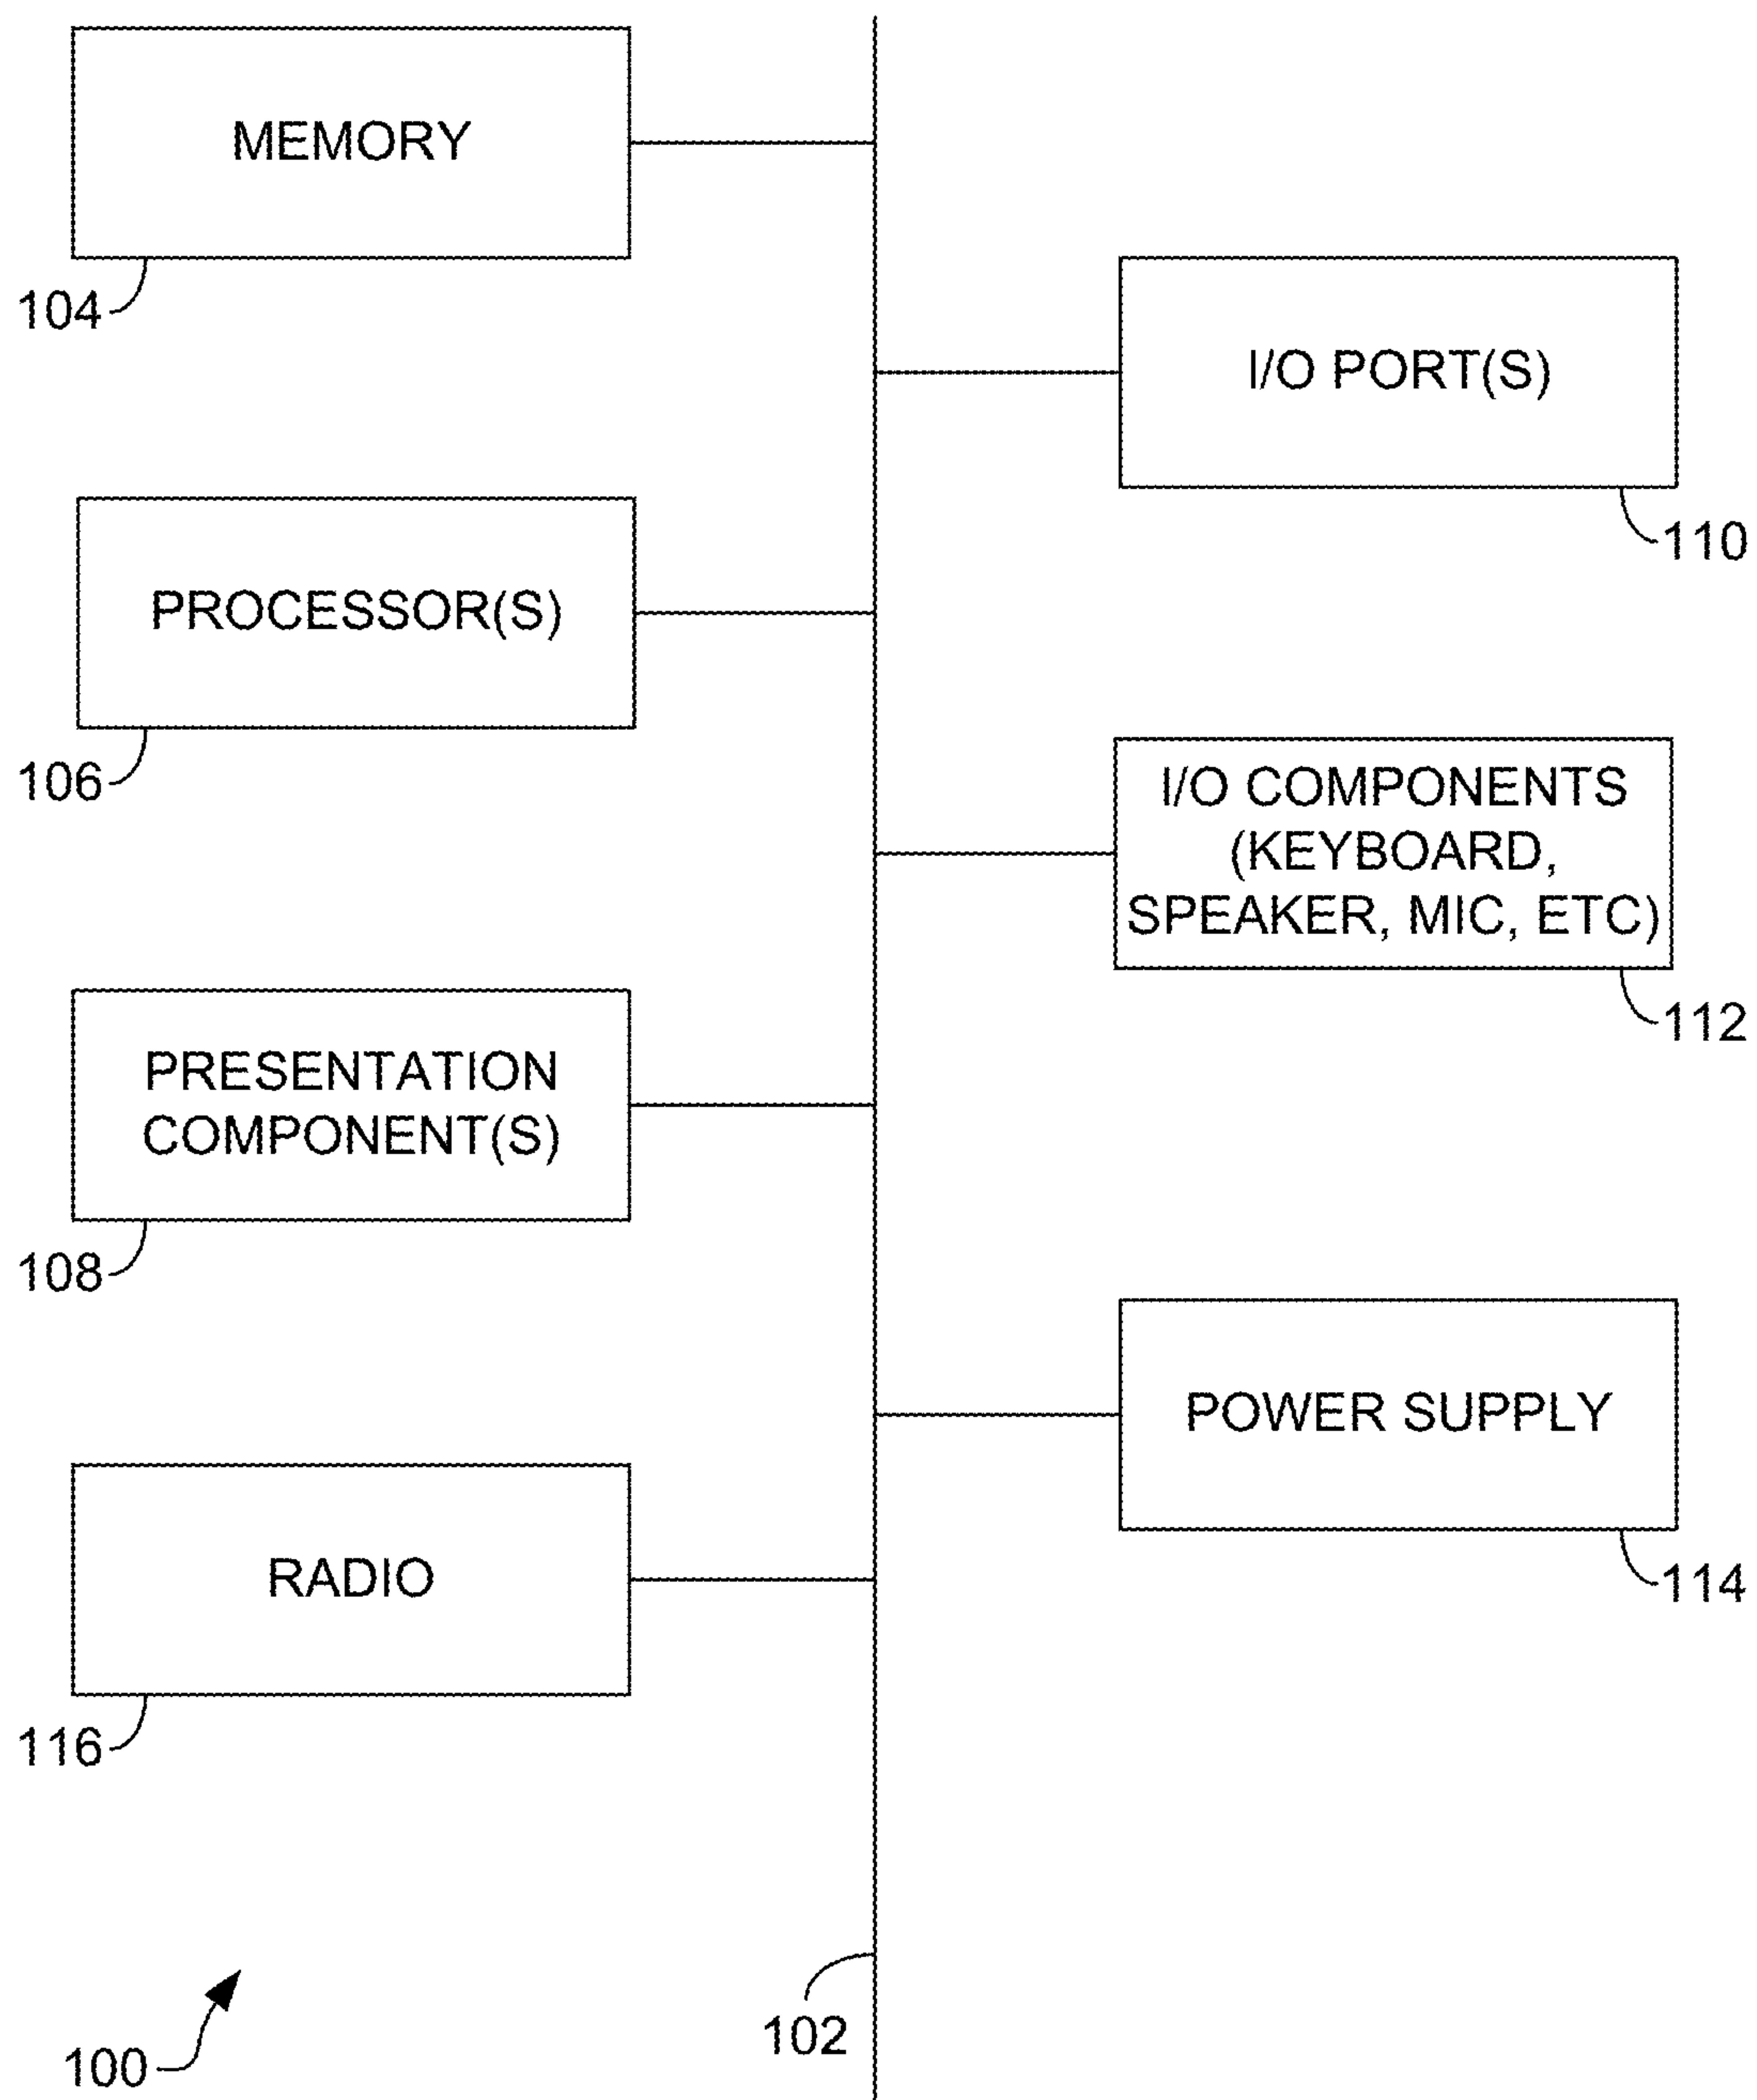 MEMORY
104
I/O PORT(S)
110
PROCESSOR(S)
106
I/O COMPONENTS
(KEYBOARD,
SPEAKER, MIC, ETC)
112
PRESENTATION
COMPONENT(S)
108
POWER SUPPLY
114
RADIO
116
102
100